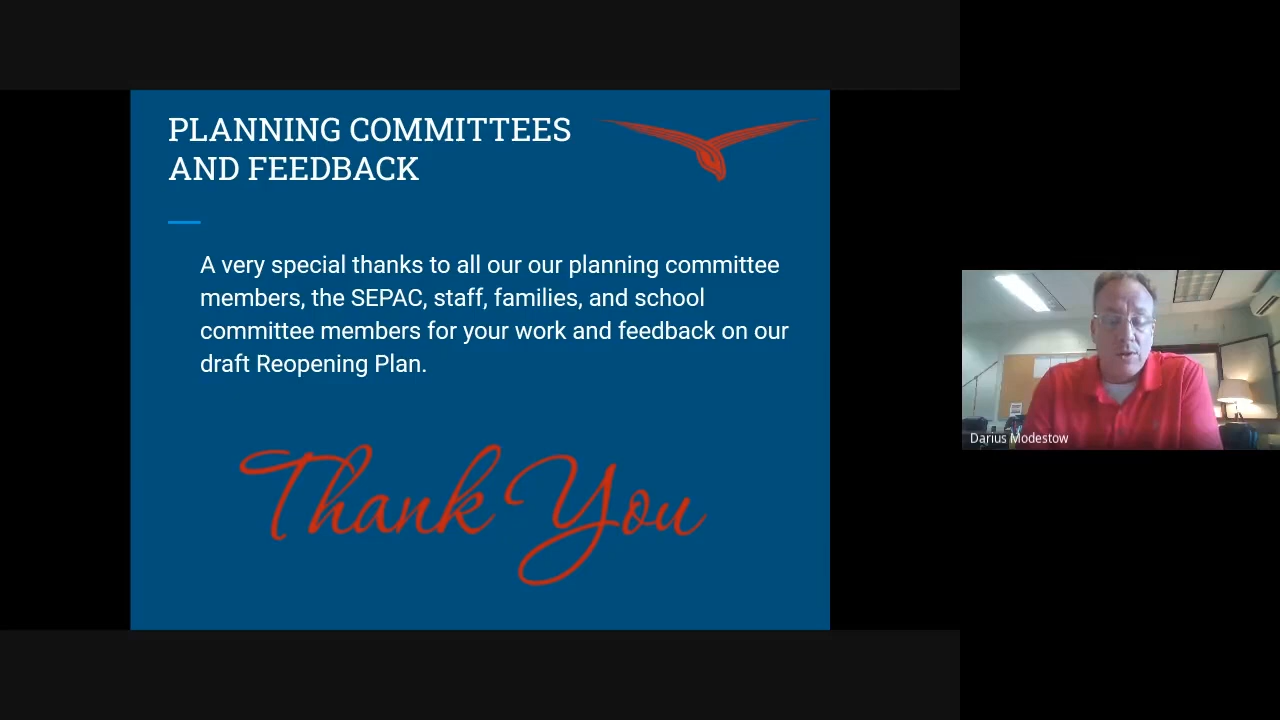 PLANNING COMMITTEES
AND FEEDBACK
A very special thanks to all our our planning committee
members, the SEPAC, staff, families, and school
committee members for your work and feedback on our
draft Reopening Plan.
Thank You
Darius Modestow